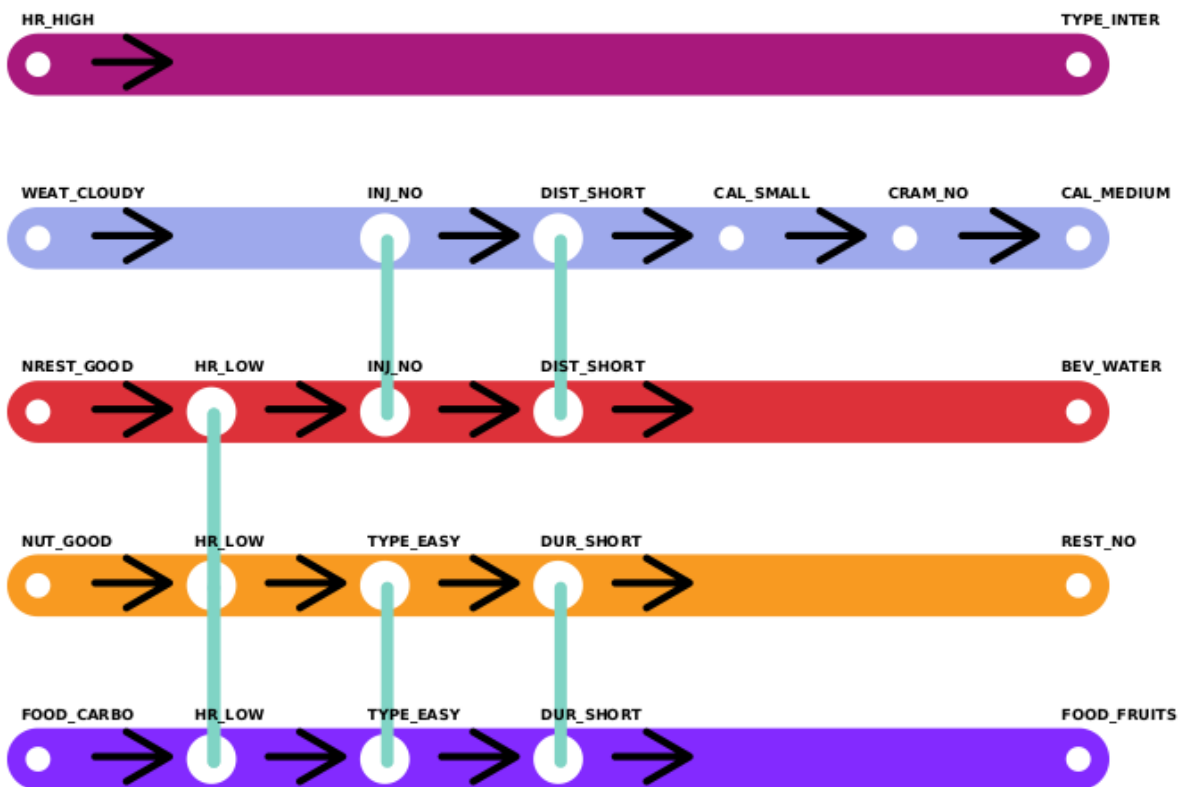 HR_HIGH TYPE_INTER
WEAT_CLOUDY INJ_NO DIST_SHORT CAL_SMALL CRAM_NO CAL_MEDIUM
NREST_GOOD HR_LOW INJ_NO DIST_SHORT BEV_WATER
NUT_GOOD HR_LOW TYPE_EASY DUR_SHORT REST_NO
FOOD_CARBO HR_LOW TYPE_EASY DUR_SHORT FOOD_FRUITS